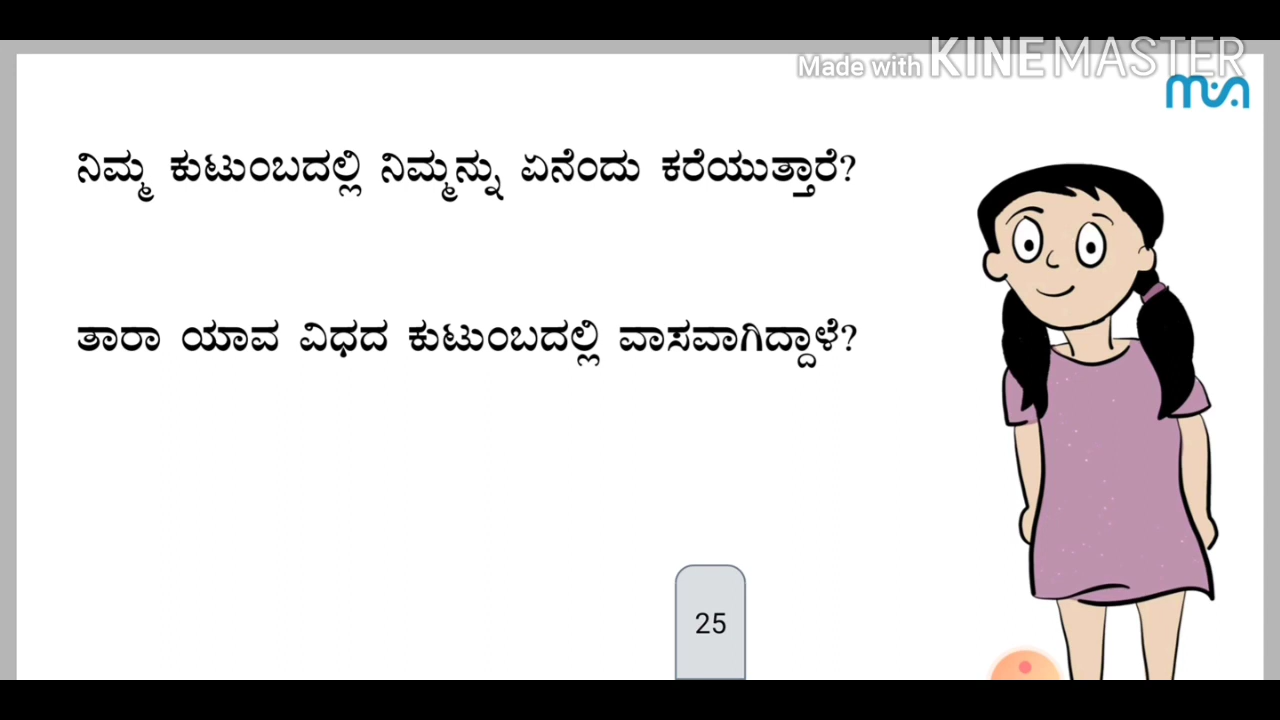 Made with KINEMASTER
ನಿಮ್ಮ ಕುಟುಂಬದಲ್ಲಿ ನಿಮ್ಮನ್ನು ಏನೆಂದು ಕರೆಯುತ್ತಾರೆ?
ತಾರಾ ಯಾವ ವಿಧದ ಕುಟುಂಬದಲ್ಲಿ ವಾಸವಾಗಿದ್ದಾಳೆ?
25